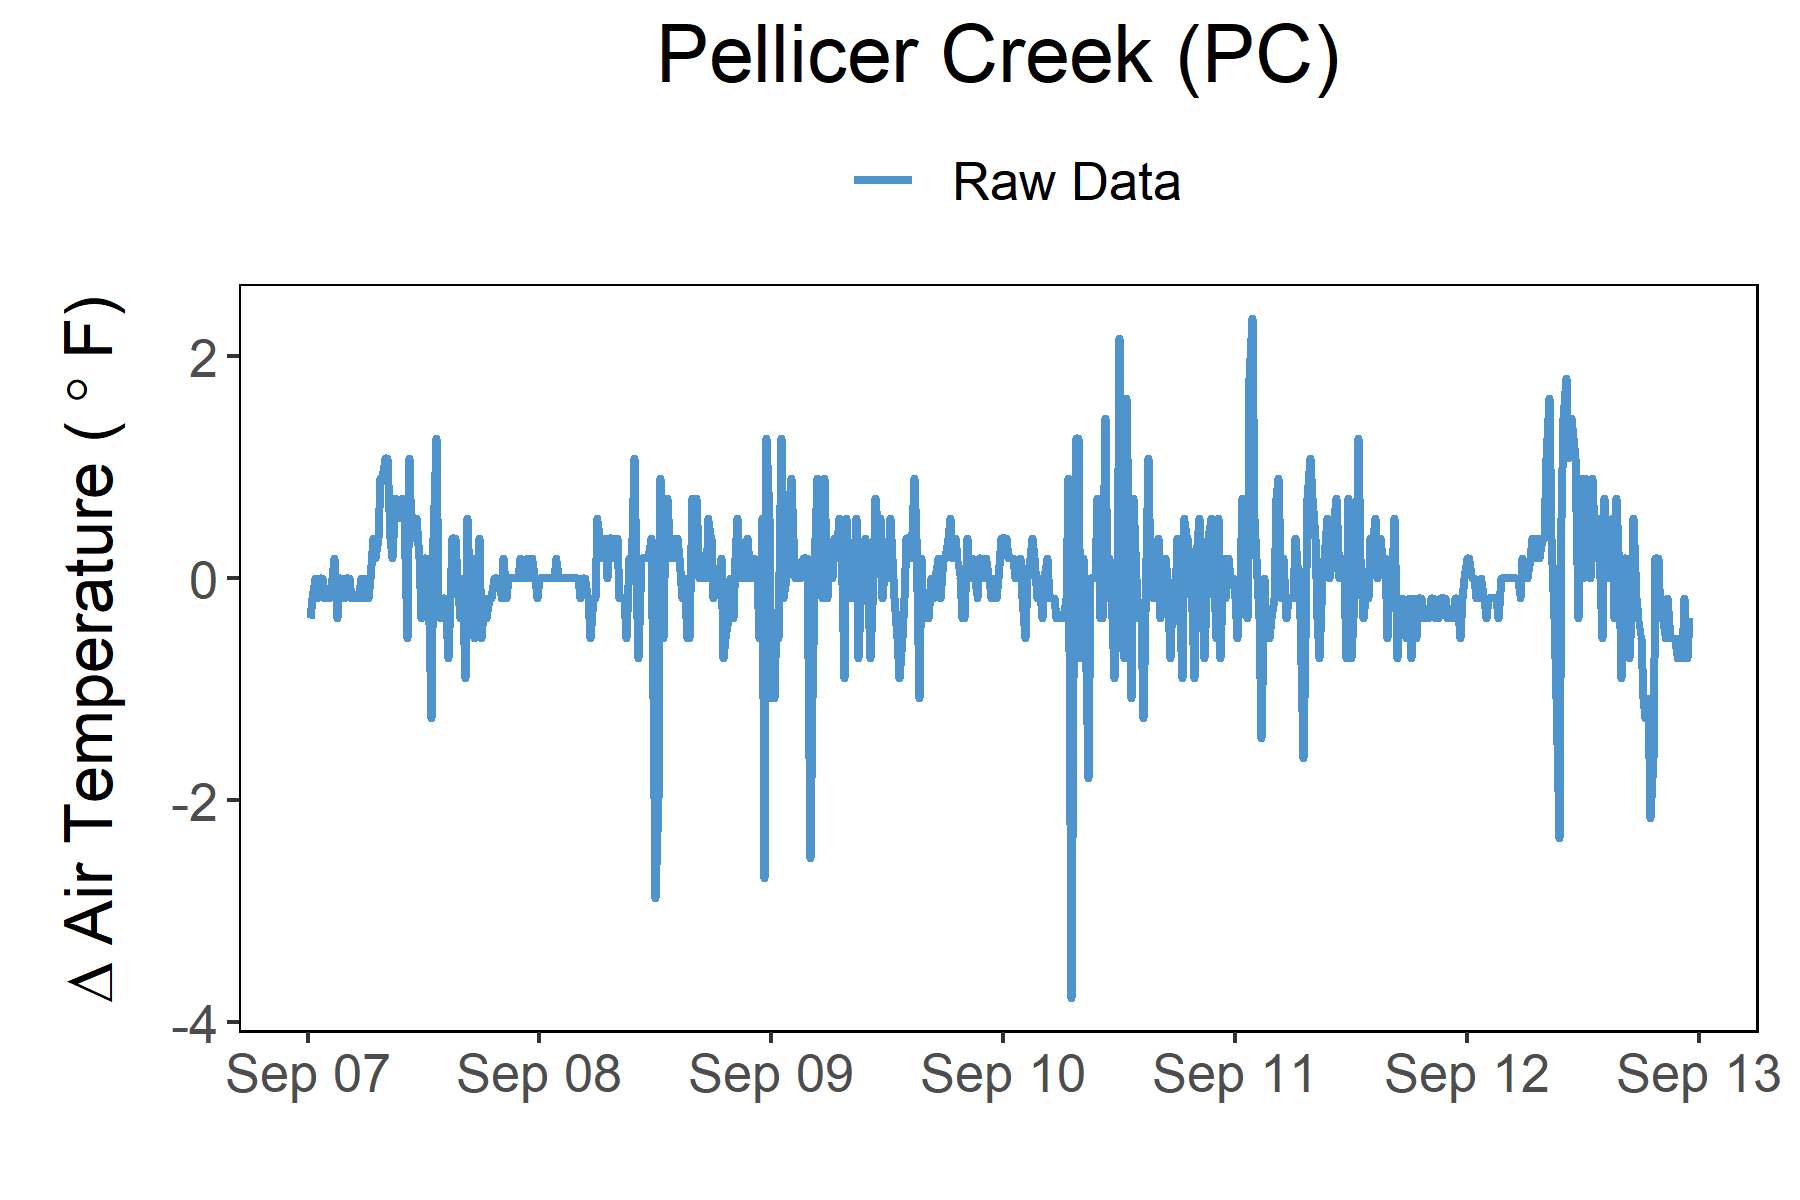 Pellicer Creek (PC)
Raw Data
Δ Air Temperature ( ° F)
2
0
-2
-4
Sep 07 Sep 08 Sep 09 Sep 10 Sep 11 Sep 12 Sep 13